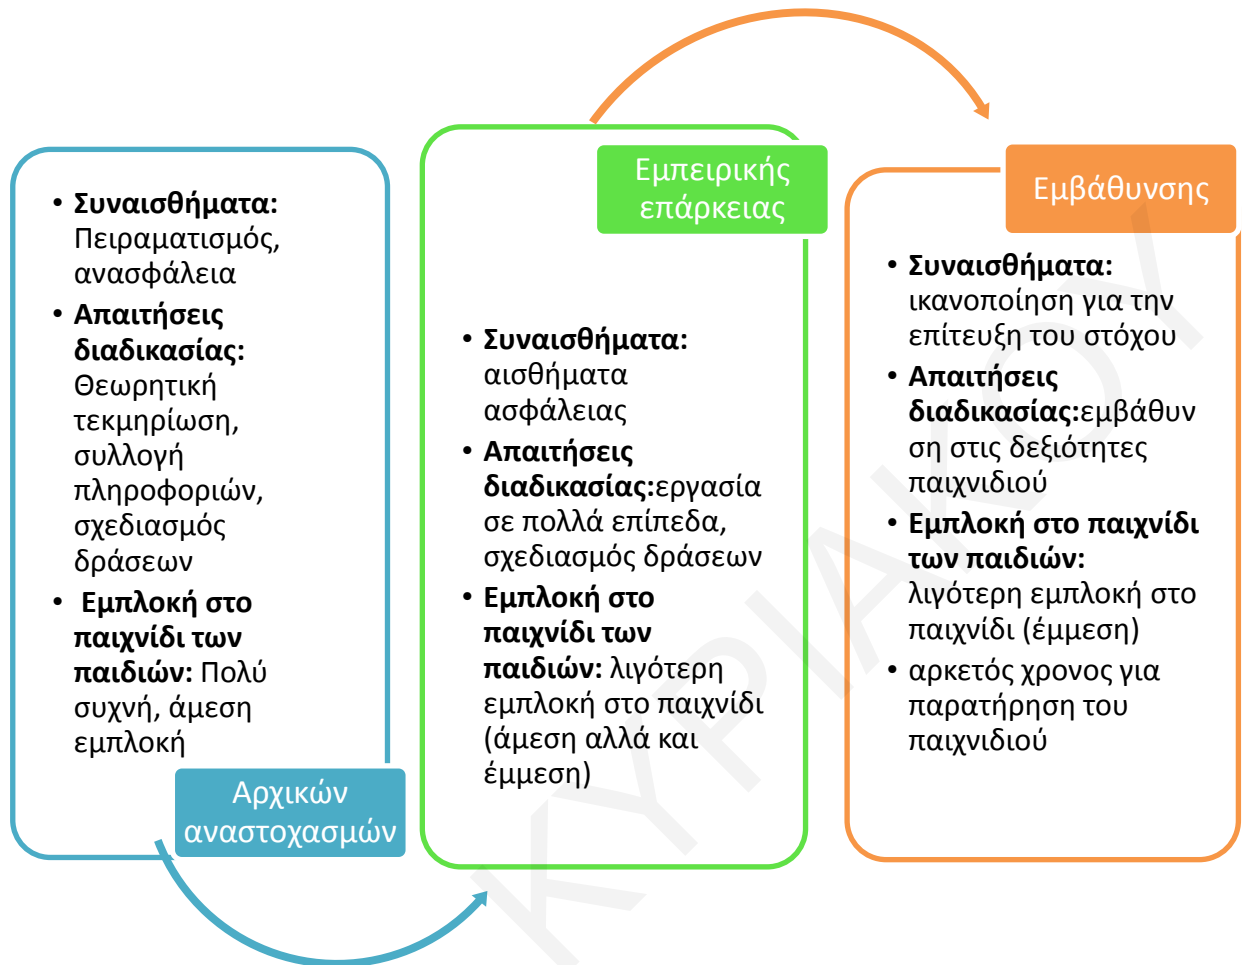 • Συναισθήματα:
Πειραματισμός,
ανασφάλεια
• Απαιτήσεις
διαδικασίας:
Θεωρητική
τεκμηρίωση,
συλλογή
πληροφοριών,
σχεδιασμός
δράσεων
• Εμπλοκή στο
παιχνίδι των
παιδιών: Πολύ
συχνή, άμεση
εμπλοκή
Αρχικών
αναστοχασμών
Εμπειρικής
επάρκειας
• Συναισθήματα:
αισθήματα
ασφάλειας
• Απαιτήσεις
διαδικασίας:εργασία
σε πολλά επίπεδα,
σχεδιασμός δράσεων
• Εμπλοκή στο
παιχνίδι των
παιδιών: λιγότερη
εμπλοκή στο παιχνίδι
(άμεση αλλά και
έμμεση)
Εμβάθυνσης
• Συναισθήματα:
ικανοποίηση για την
επίτευξη του στόχου
• Απαιτήσεις
διαδικασίας:εμβάθυν
ση στις δεξιότητες
παιχνιδιού
• Εμπλοκή στο παιχνίδι
των παιδιών:
λιγότερη εμπλοκή στο
παιχνίδι (έμμεση)
• αρκετός χρονος για
παρατήρηση του
παιχνιδιού
ΚΥΡΙΑΚΟΥ